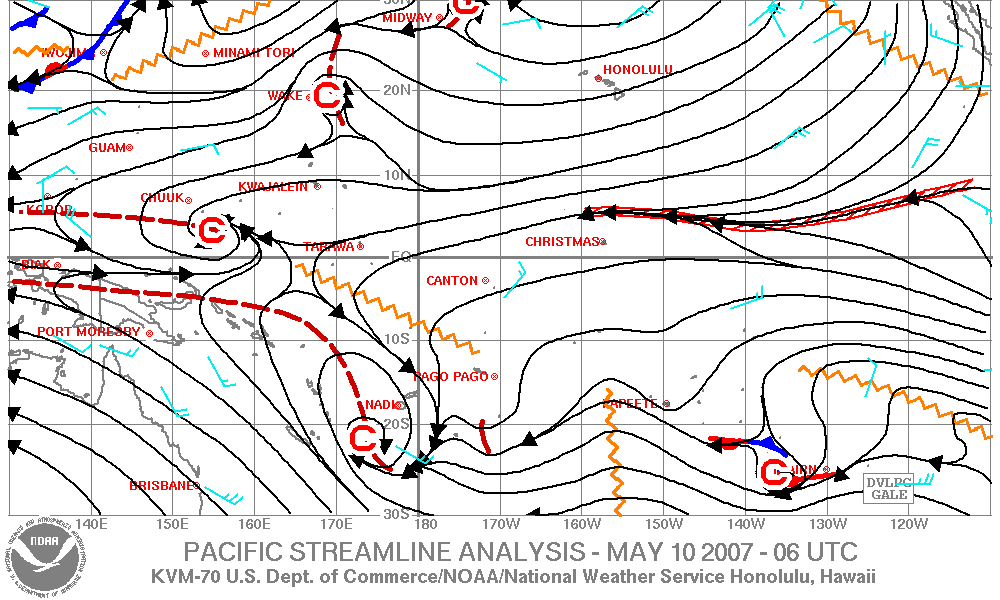 30N
MIDWAY
IWOJIMA
MINAMI TORI
HONOLULU
WAKE
C
20N
GUAM
10N
KWAJALEIN
CHUUK
KOROR
C
TARAWA
CHRISTMAS
EQ
BIAK
CANTON
PORT MORESBY
10S
PAGO PAGO
NADI
PAPEETE
20S
C
C
DVLPG
GALE
BRISBANE
30S
140E 150E 160E 170E 180 170W 160W 150W 140W 130W 120W
NOAA
PACIFIC STREAMLINE ANALYSIS - MAY 10 2007 - 06 UTC
KVM-70 U.S. Dept. of Commerce/NOAA/National Weather Service Honolulu, Hawaii